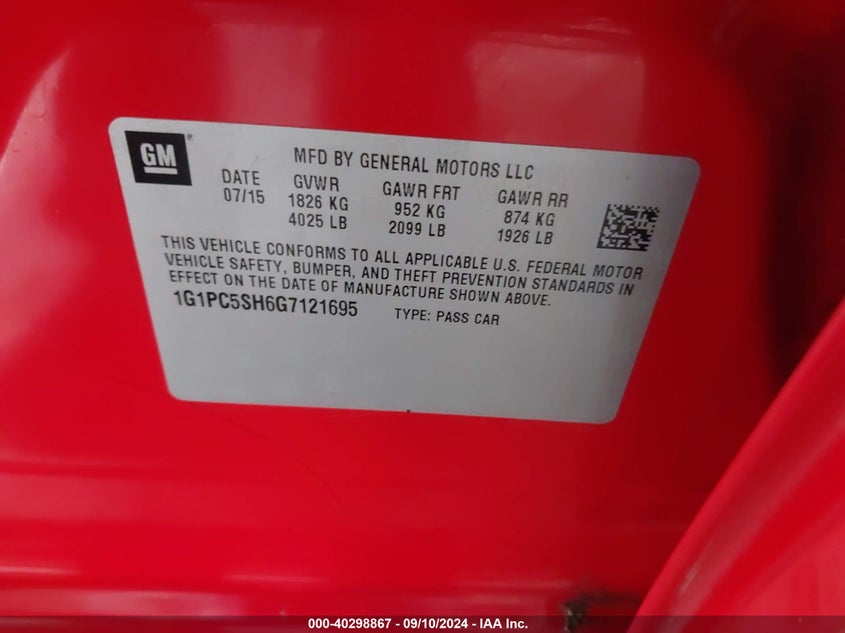 GM
MFD BY GENERAL MOTORS LLC
DATE GVWR GAWR FRT GAWR RR
07/15 1826 KG 952 KG 874 KG
4025 LB 2099 LB 1926 LB
THIS VEHICLE CONFORMS TO ALL APPLICABLE U.S. FEDERAL MOTOR
VEHICLE SAFETY, BUMPER, AND THEFT PREVENTION STANDARDS IN
EFFECT ON THE DATE OF MANUFACTURE SHOWN ABOVE.
1G1PC5SH6G7121695 TYPE: PASS CAR
000-40298867 - 09/10/2024 - IAA Inc.